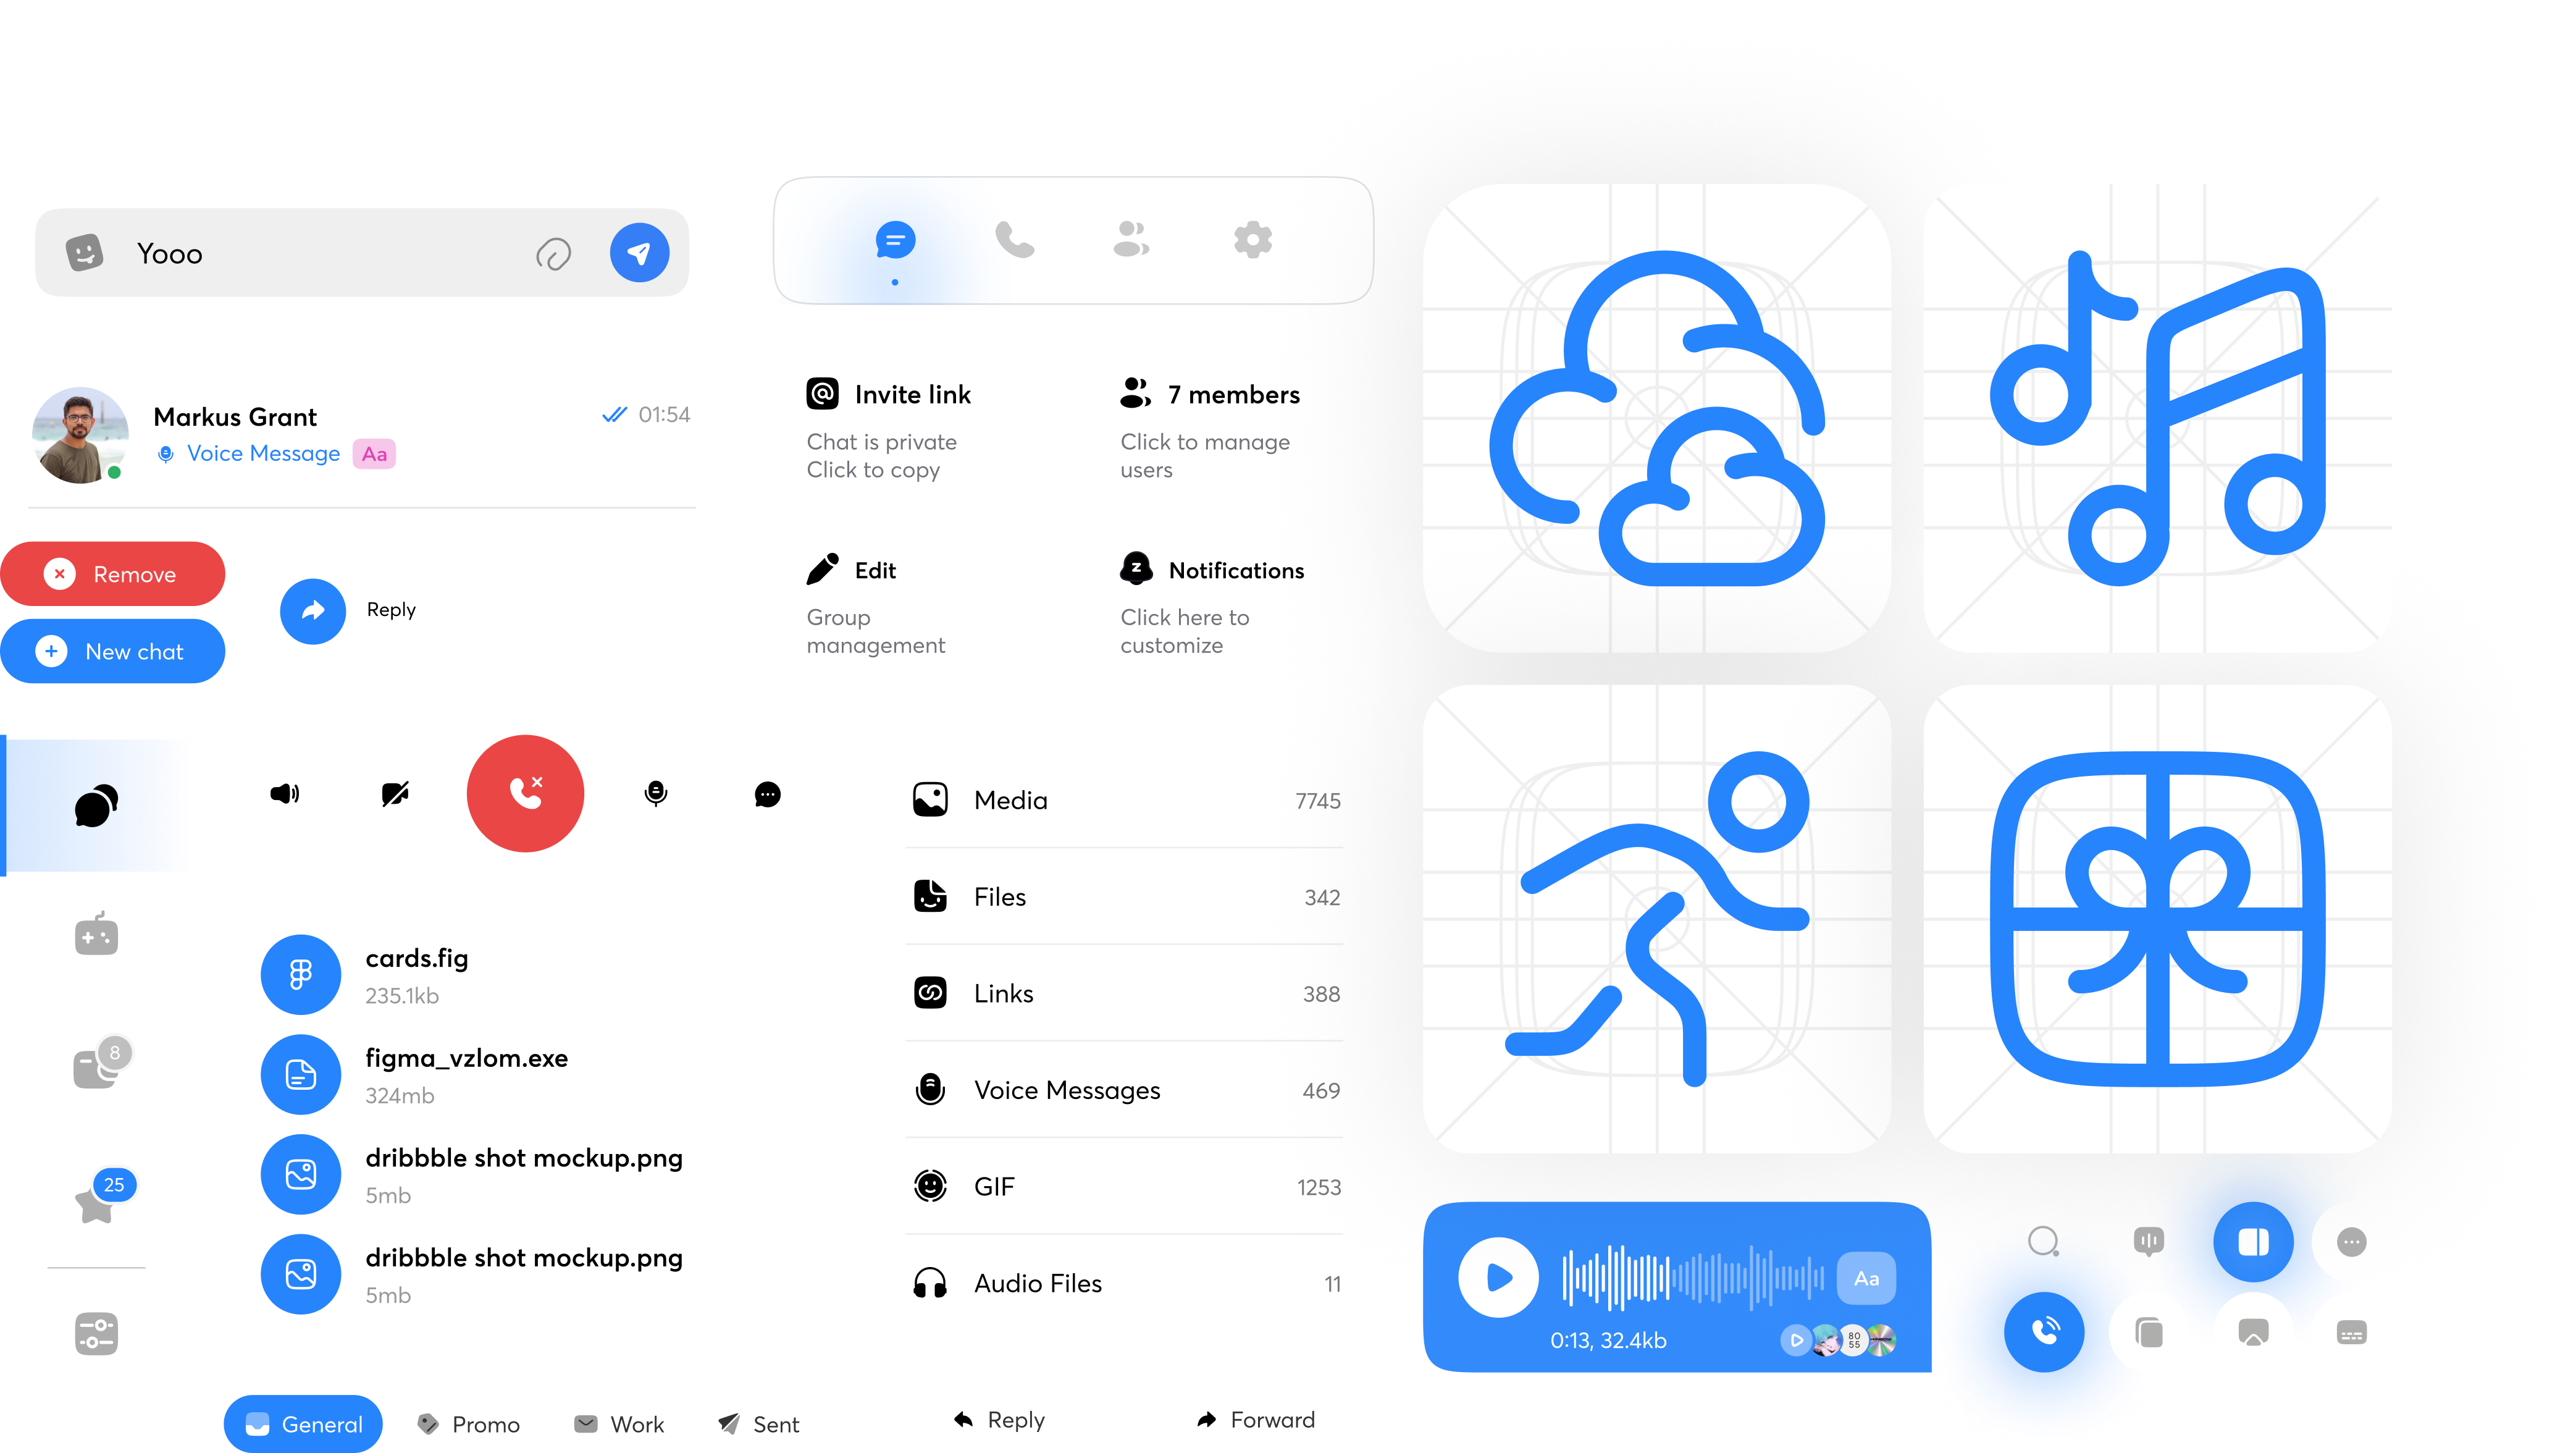 Yooo
Markus Grant
01:54
Voice Message
Aa
Remove
New chat
Reply
Invite link
Chat is private
Click to copy
7 members
Click to manage
users
Edit
Group
management
Notifications
Click here to
customize
8
25
cards.fig
235.1kb
figma_vzlom.exe
324mb
dribbble shot mockup.png
5mb
dribbble shot mockup.png
5mb
Media
7745
Files
342
Links
388
Voice Messages
469
GIF
1253
Audio Files
11
General
Promo
Work
Sent
Reply
Forward
Aa
0:13, 32.4kb
80
55